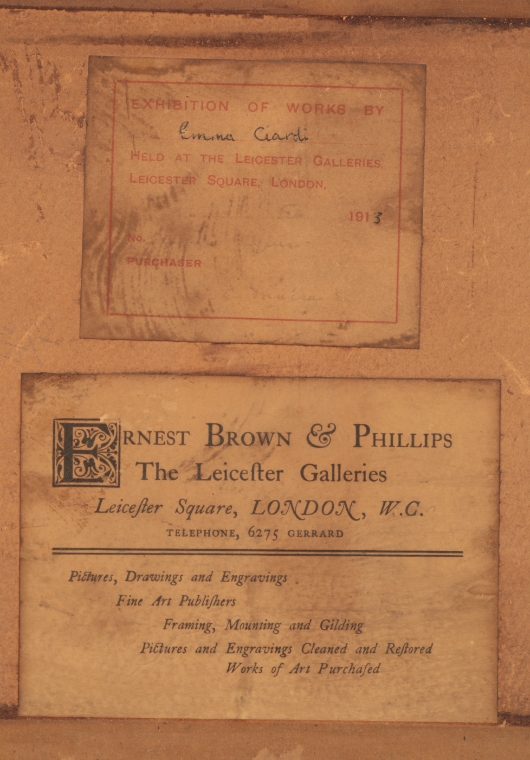 EXHIBITION OF WORKS BY
Emma Ciardi
HELD AT THE LEICESTER GALLERIES,
LEICESTER SQUARE, LONDON,
1913
No.
PURCHASER
ERNEST BROWN & PHILLIPS
The Leiceſter Galleries
Leiceſter Square, LONDON, W.C.
TELEPHONE, 6275 GERRARD
Pictures, Drawings and Engravings
Fine Art Publiſhers
Framing, Mounting and Gilding
Pictures and Engravings Cleaned and Reſtored
Works of Art Purchaſed